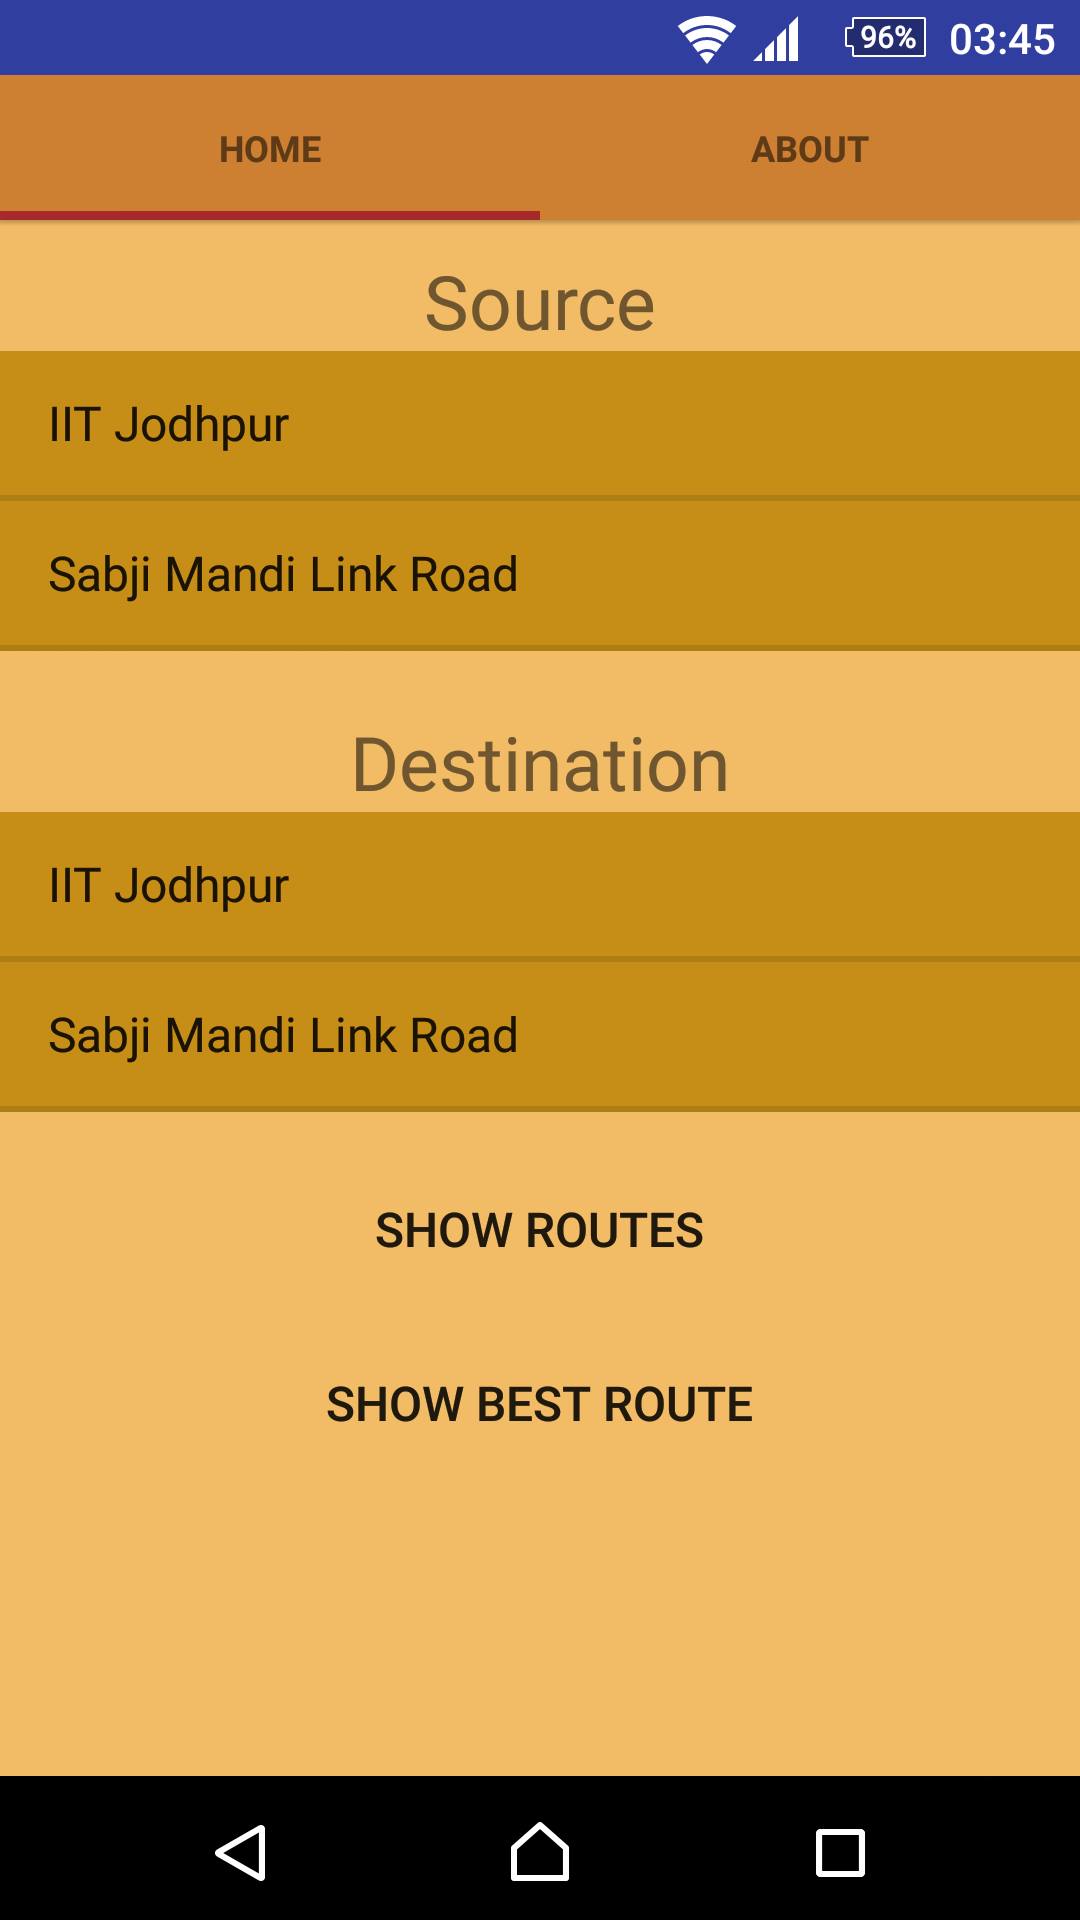 96% 03:45
HOME ABOUT
Source
IIT Jodhpur
Sabji Mandi Link Road
Destination
IIT Jodhpur
Sabji Mandi Link Road
SHOW ROUTES
SHOW BEST ROUTE